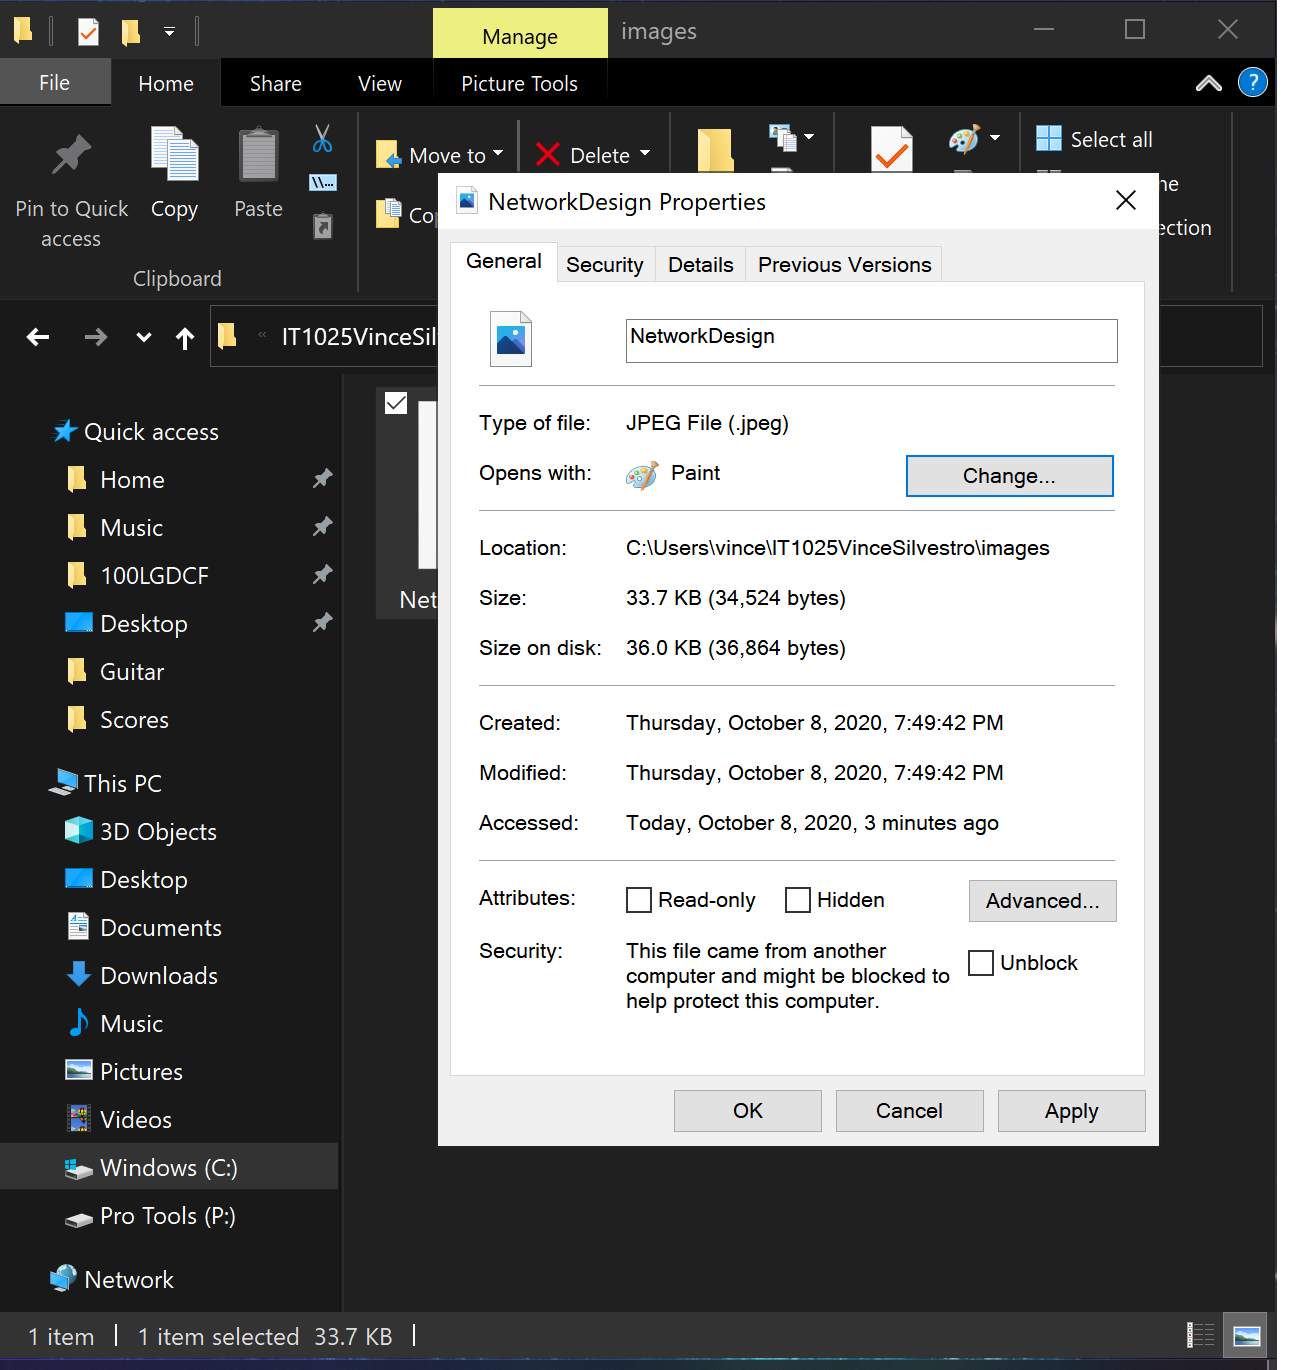 Manage
images
File
Home
Share
View
Picture Tools
?
Move to
Delete
Select all
Pin to Quick
access
Copy
Paste
Clipboard
NetworkDesign Properties
General
Security
Details
Previous Versions
« IT1025VinceSil
NetworkDesign
Type of file: JPEG File (.jpeg)
Opens with: Paint
Change...
Location: C:\Users\vince\IT1025VinceSilvestro\images
Size: 33.7 KB (34,524 bytes)
Size on disk: 36.0 KB (36,864 bytes)
Created: Thursday, October 8, 2020, 7:49:42 PM
Modified: Thursday, October 8, 2020, 7:49:42 PM
Accessed: Today, October 8, 2020, 3 minutes ago
Attributes: Read-only Hidden
Advanced...
Security: This file came from another
computer and might be blocked to
help protect this computer.
Unblock
OK
Cancel
Apply
Net
Quick access
Home
Music
100LGDCF
Desktop
Guitar
Scores
This PC
3D Objects
Desktop
Documents
Downloads
Music
Pictures
Videos
Windows (C:)
Pro Tools (P:)
Network
1 item
1 item selected 33.7 KB